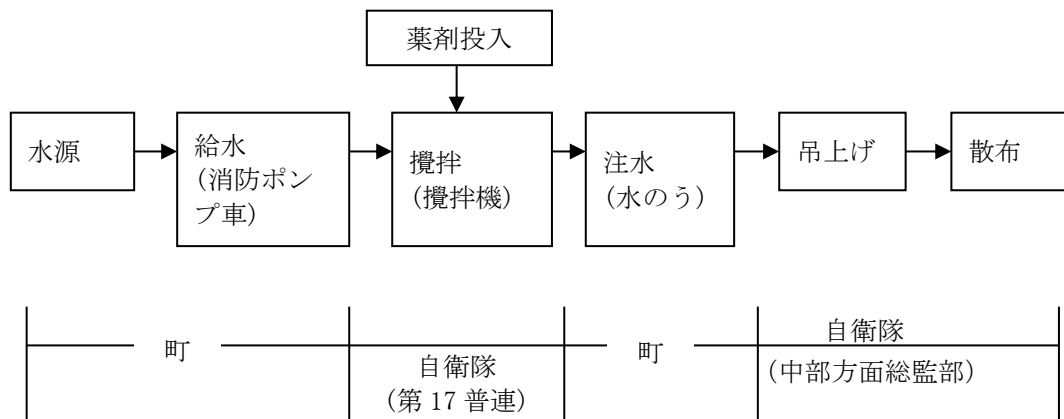 薬剤投入
水源
給水
(消防ポン
プ車)
攪拌
(攪拌機)
注水
(水のう)
吊上げ
散布
町
自衛隊
(第 17 普連)
町
自衛隊
(中部方面総監部)